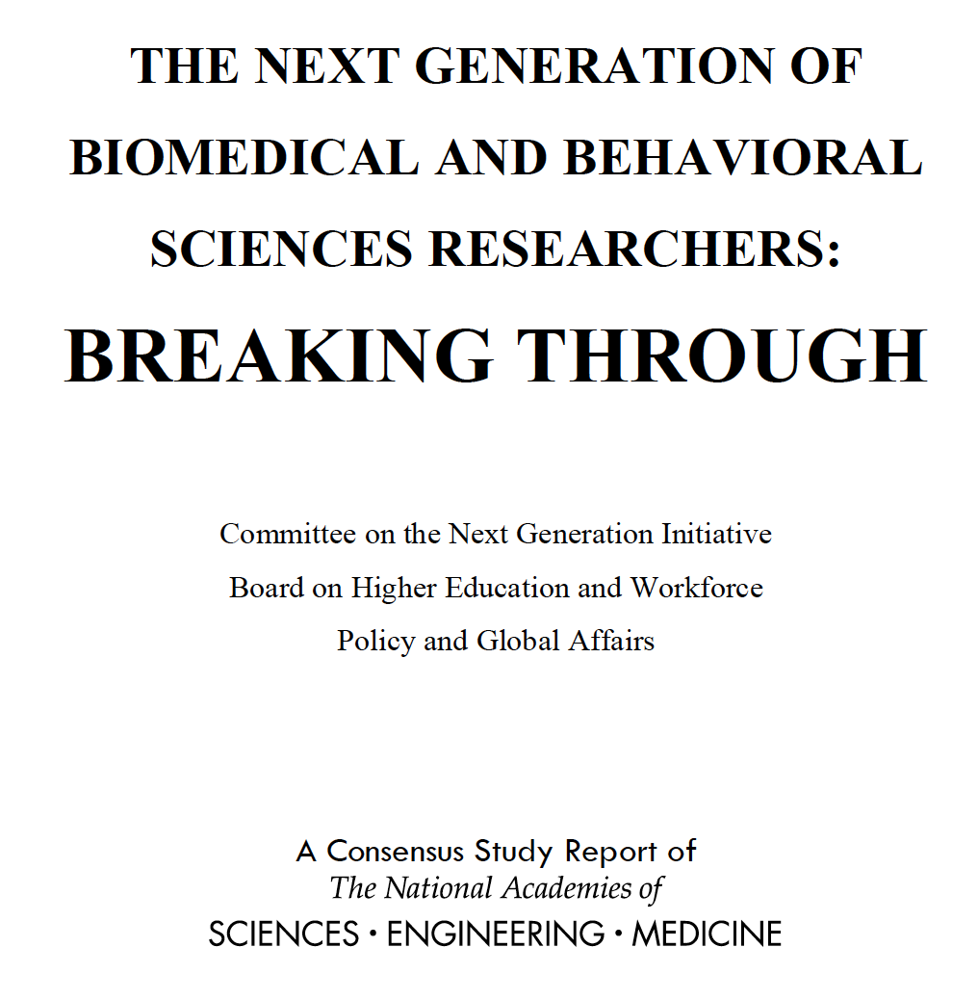 THE NEXT GENERATION OF
BIOMEDICAL AND BEHAVIORAL
SCIENCES RESEARCHERS:
BREAKING THROUGH
Committee on the Next Generation Initiative
Board on Higher Education and Workforce
Policy and Global Affairs
A Consensus Study Report of
The National Academies of
SCIENCES • ENGINEERING • MEDICINE